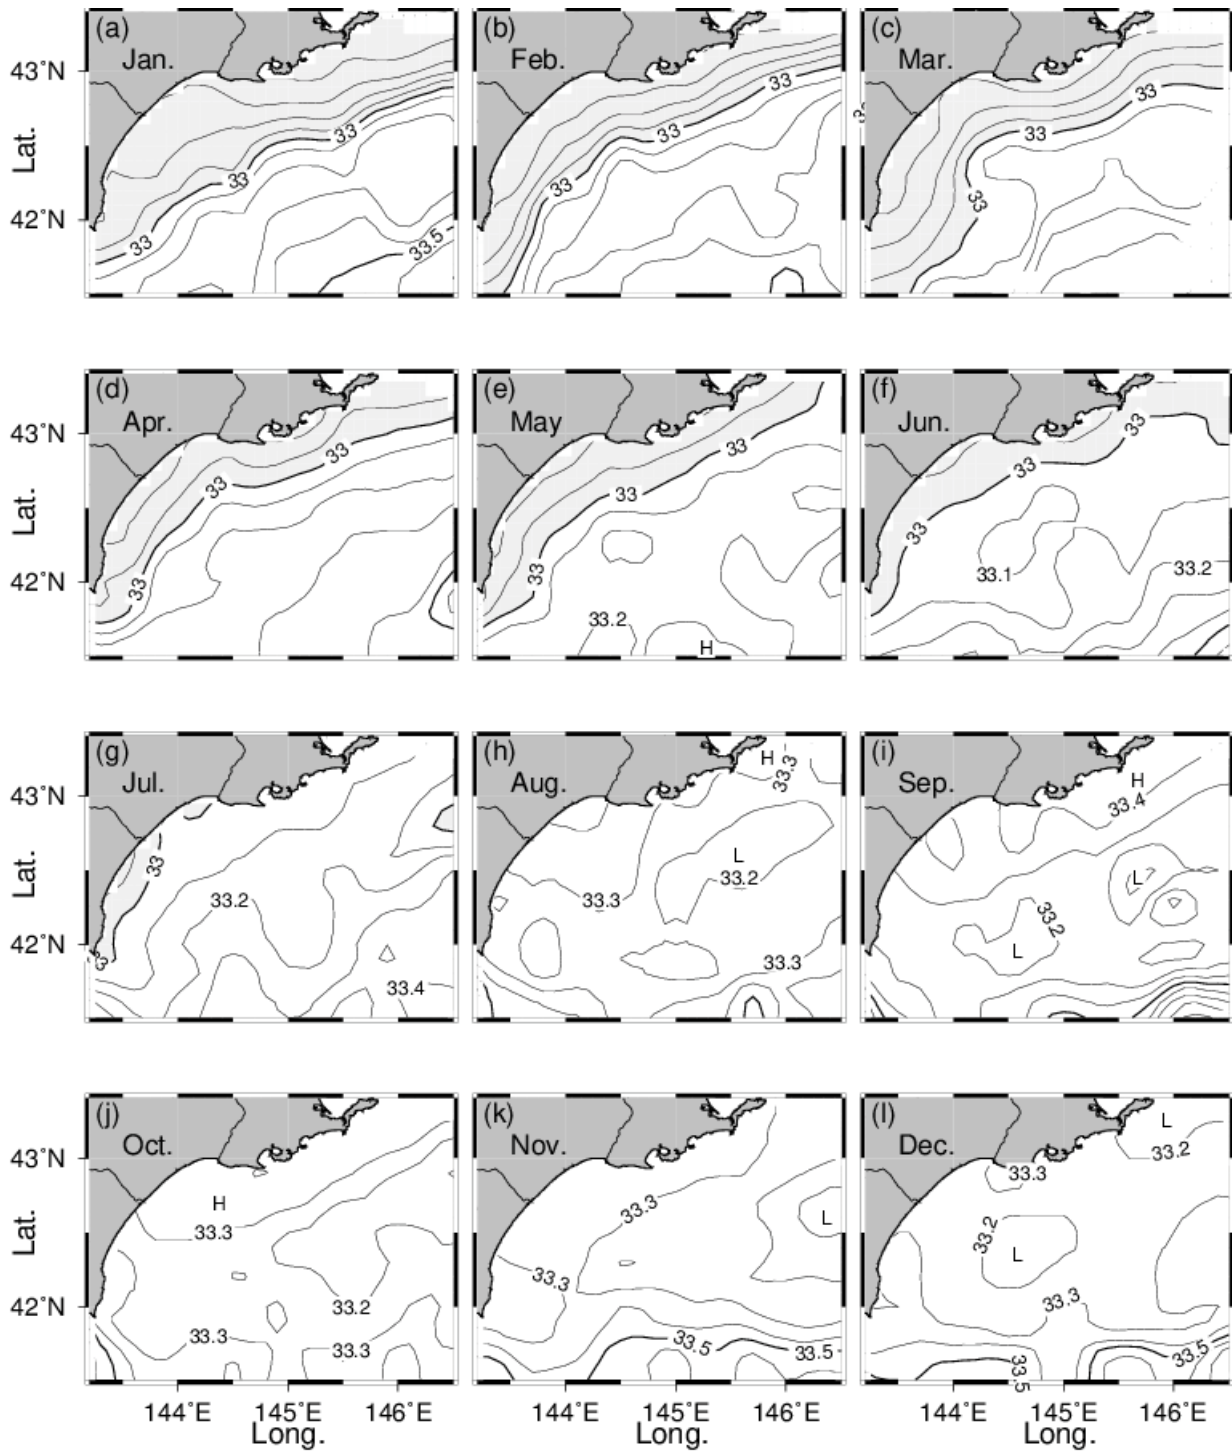 (a)
Jan.
33
33
33
33.5
(b)
Feb.
33
33
33
(c)
Mar.
33
33
33
43°N
Lat.
42°N
(d)
Apr.
33
33
33
(e)
May
33
33
33
33.2
H
(f)
Jun.
33
33
33
33.1
33.2
43°N
Lat.
42°N
(g)
Jul.
33
33.2
33
33.4
(h)
Aug.
H
33.3
L
33.2
33.3
33.3
(i)
Sep.
H
33.4
L
33.2
L
43°N
Lat.
42°N
(j)
Oct.
H
33.3
33.2
33.3
33.3
(k)
Nov.
33.3
L
33.3
33.5
33.5
(l)
Dec.
L
33.2
33.3
33.2
L
33.3
33.5
33.5
43°N
Lat.
42°N
144°E 145°E 146°E
Long.
144°E 145°E 146°E
Long.
144°E 145°E 146°E
Long.